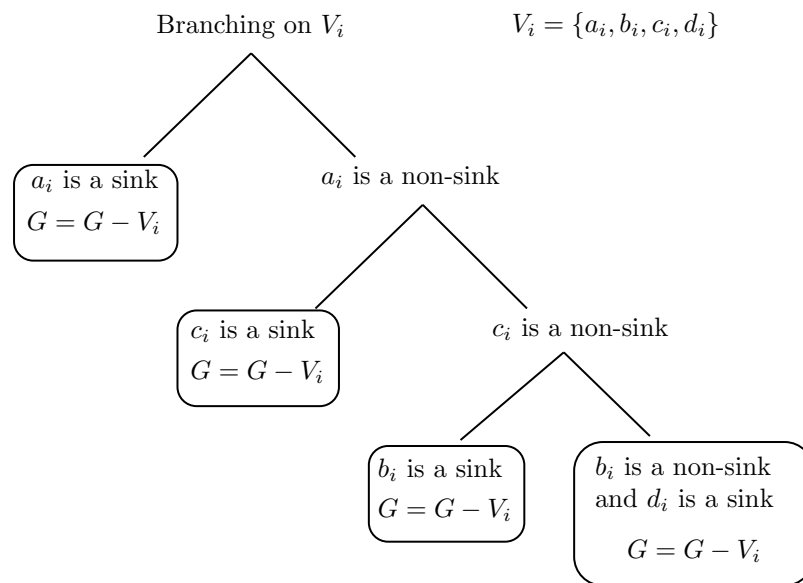 Branching on $V_i$
$V_i = \{a_i, b_i, c_i, d_i\}$
$a_i$ is a sink
$G = G - V_i$
$a_i$ is a non-sink
$c_i$ is a sink
$G = G - V_i$
$c_i$ is a non-sink
$b_i$ is a sink
$G = G - V_i$
$b_i$ is a non-sink
and $d_i$ is a sink
$G = G - V_i$